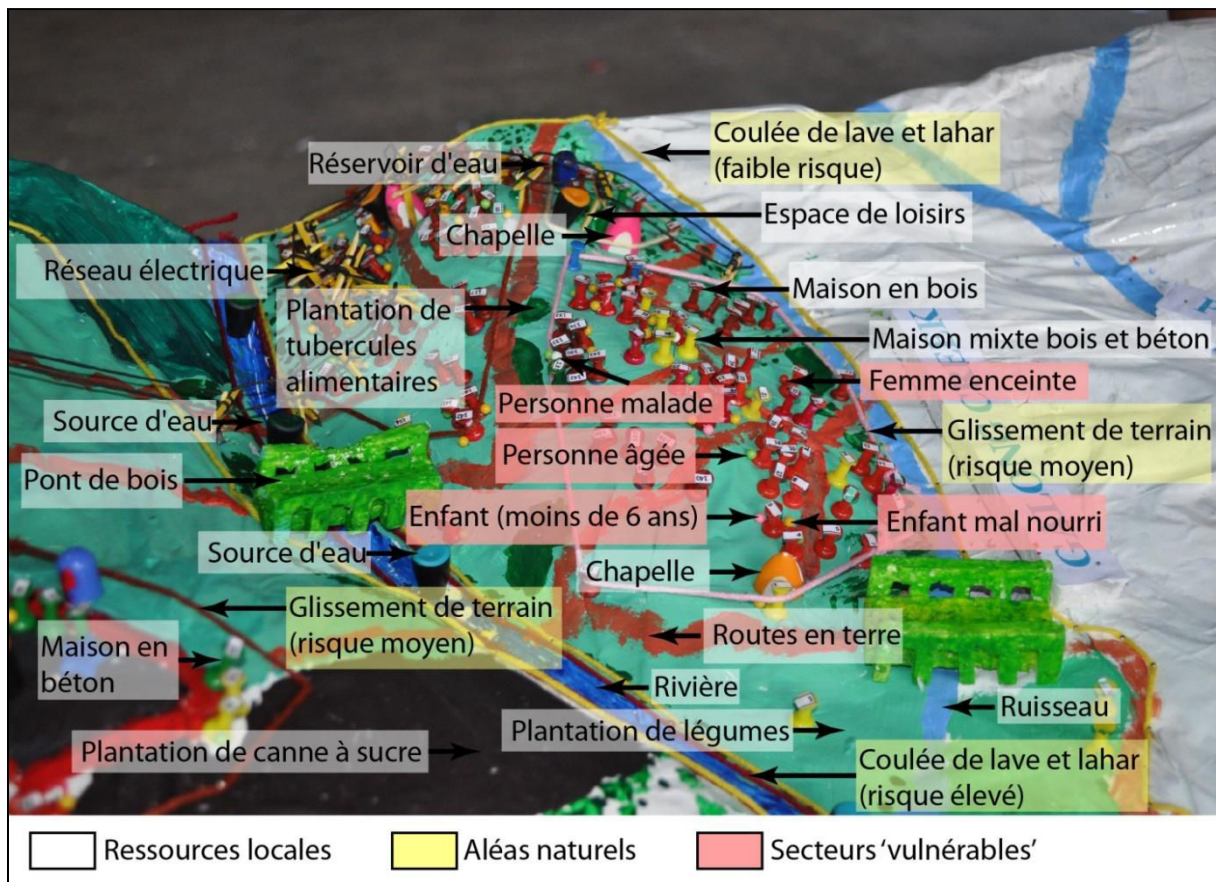 Coulée de lave et lahar
(faible risque)
Réservoir d'eau
Espace de loisirs
Chapelle
Réseau électrique
Maison en bois
Plantation de
tubercules
alimentaires
Maison mixte bois et béton
Femme enceinte
Personne malade
Source d'eau
Glissement de terrain
(risque moyen)
Personne âgée
Pont de bois
Enfant (moins de 6 ans)
Enfant mal nourri
Source d'eau
Chapelle
Glissement de terrain
(risque moyen)
Routes en terre
Maison en
béton
Rivière
Ruisseau
Plantation de légumes
Plantation de canne à sucre
Coulée de lave et lahar
(risque élevé)
Ressources locales
Aléas naturels
Secteurs 'vulnérables'